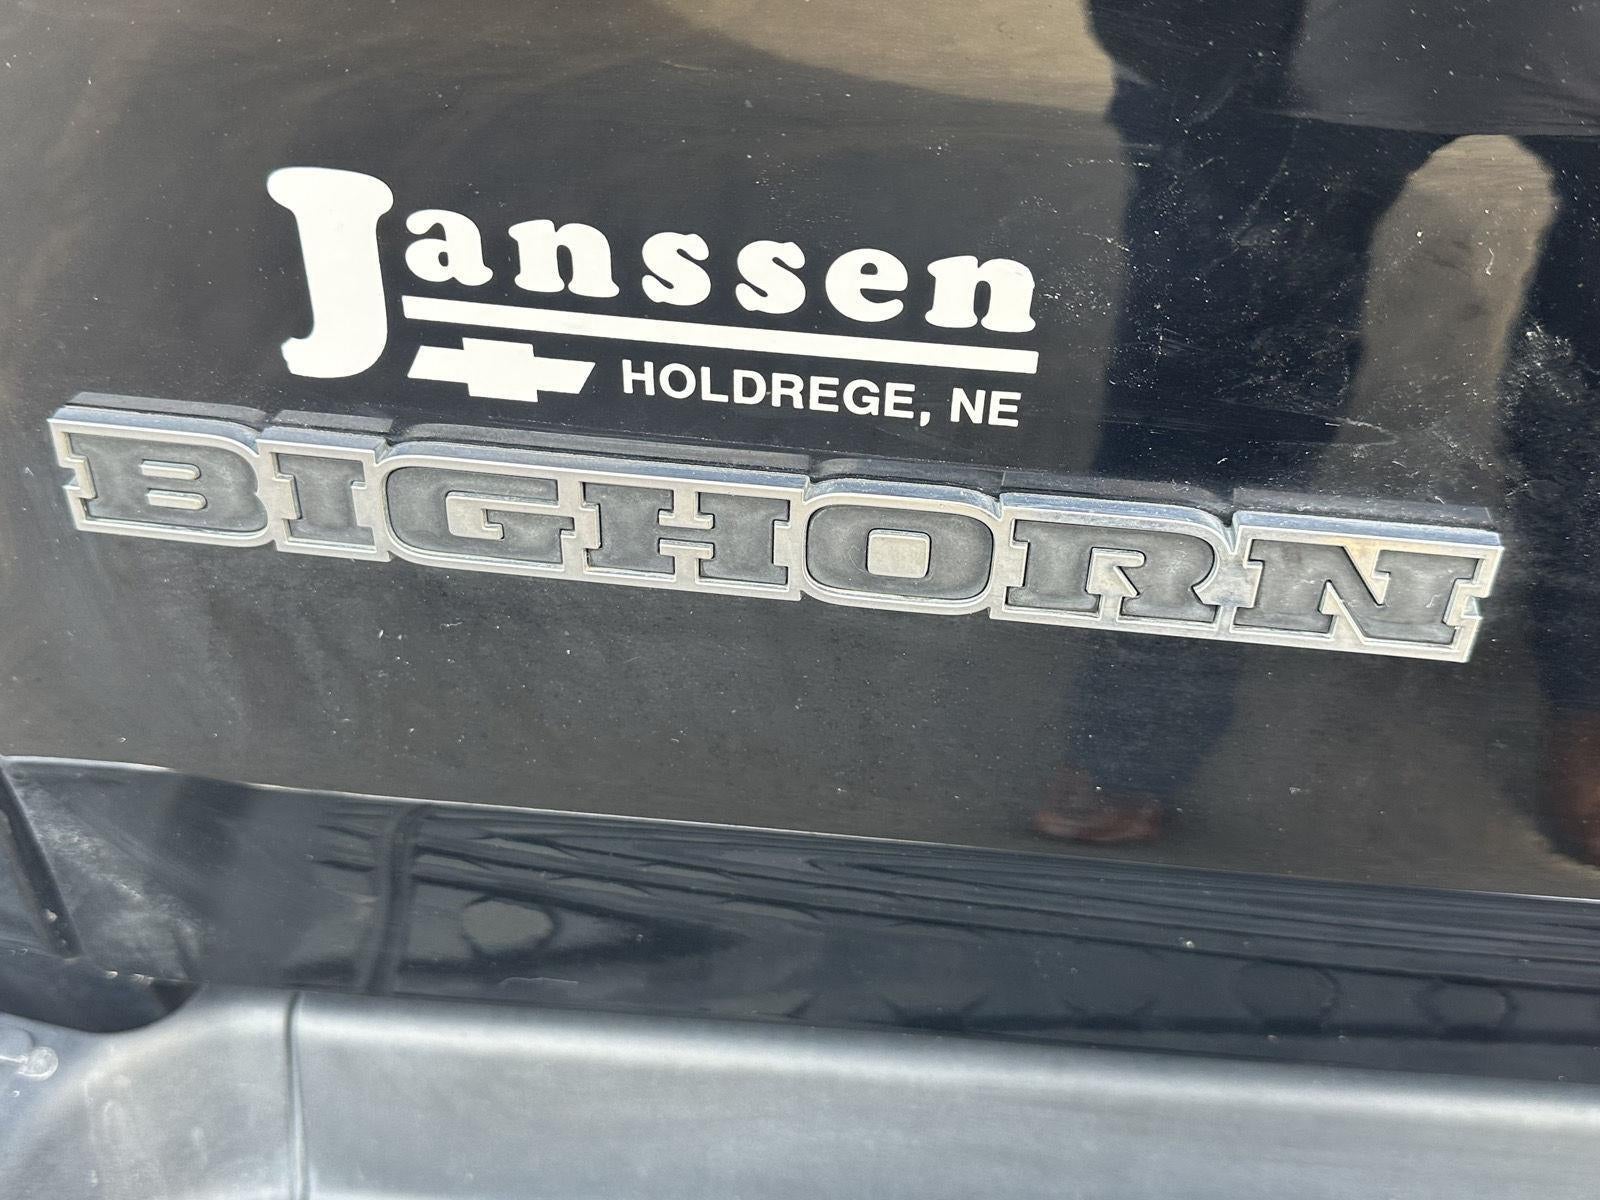 Janssen
HOLDREGE, NE
BIGHORN